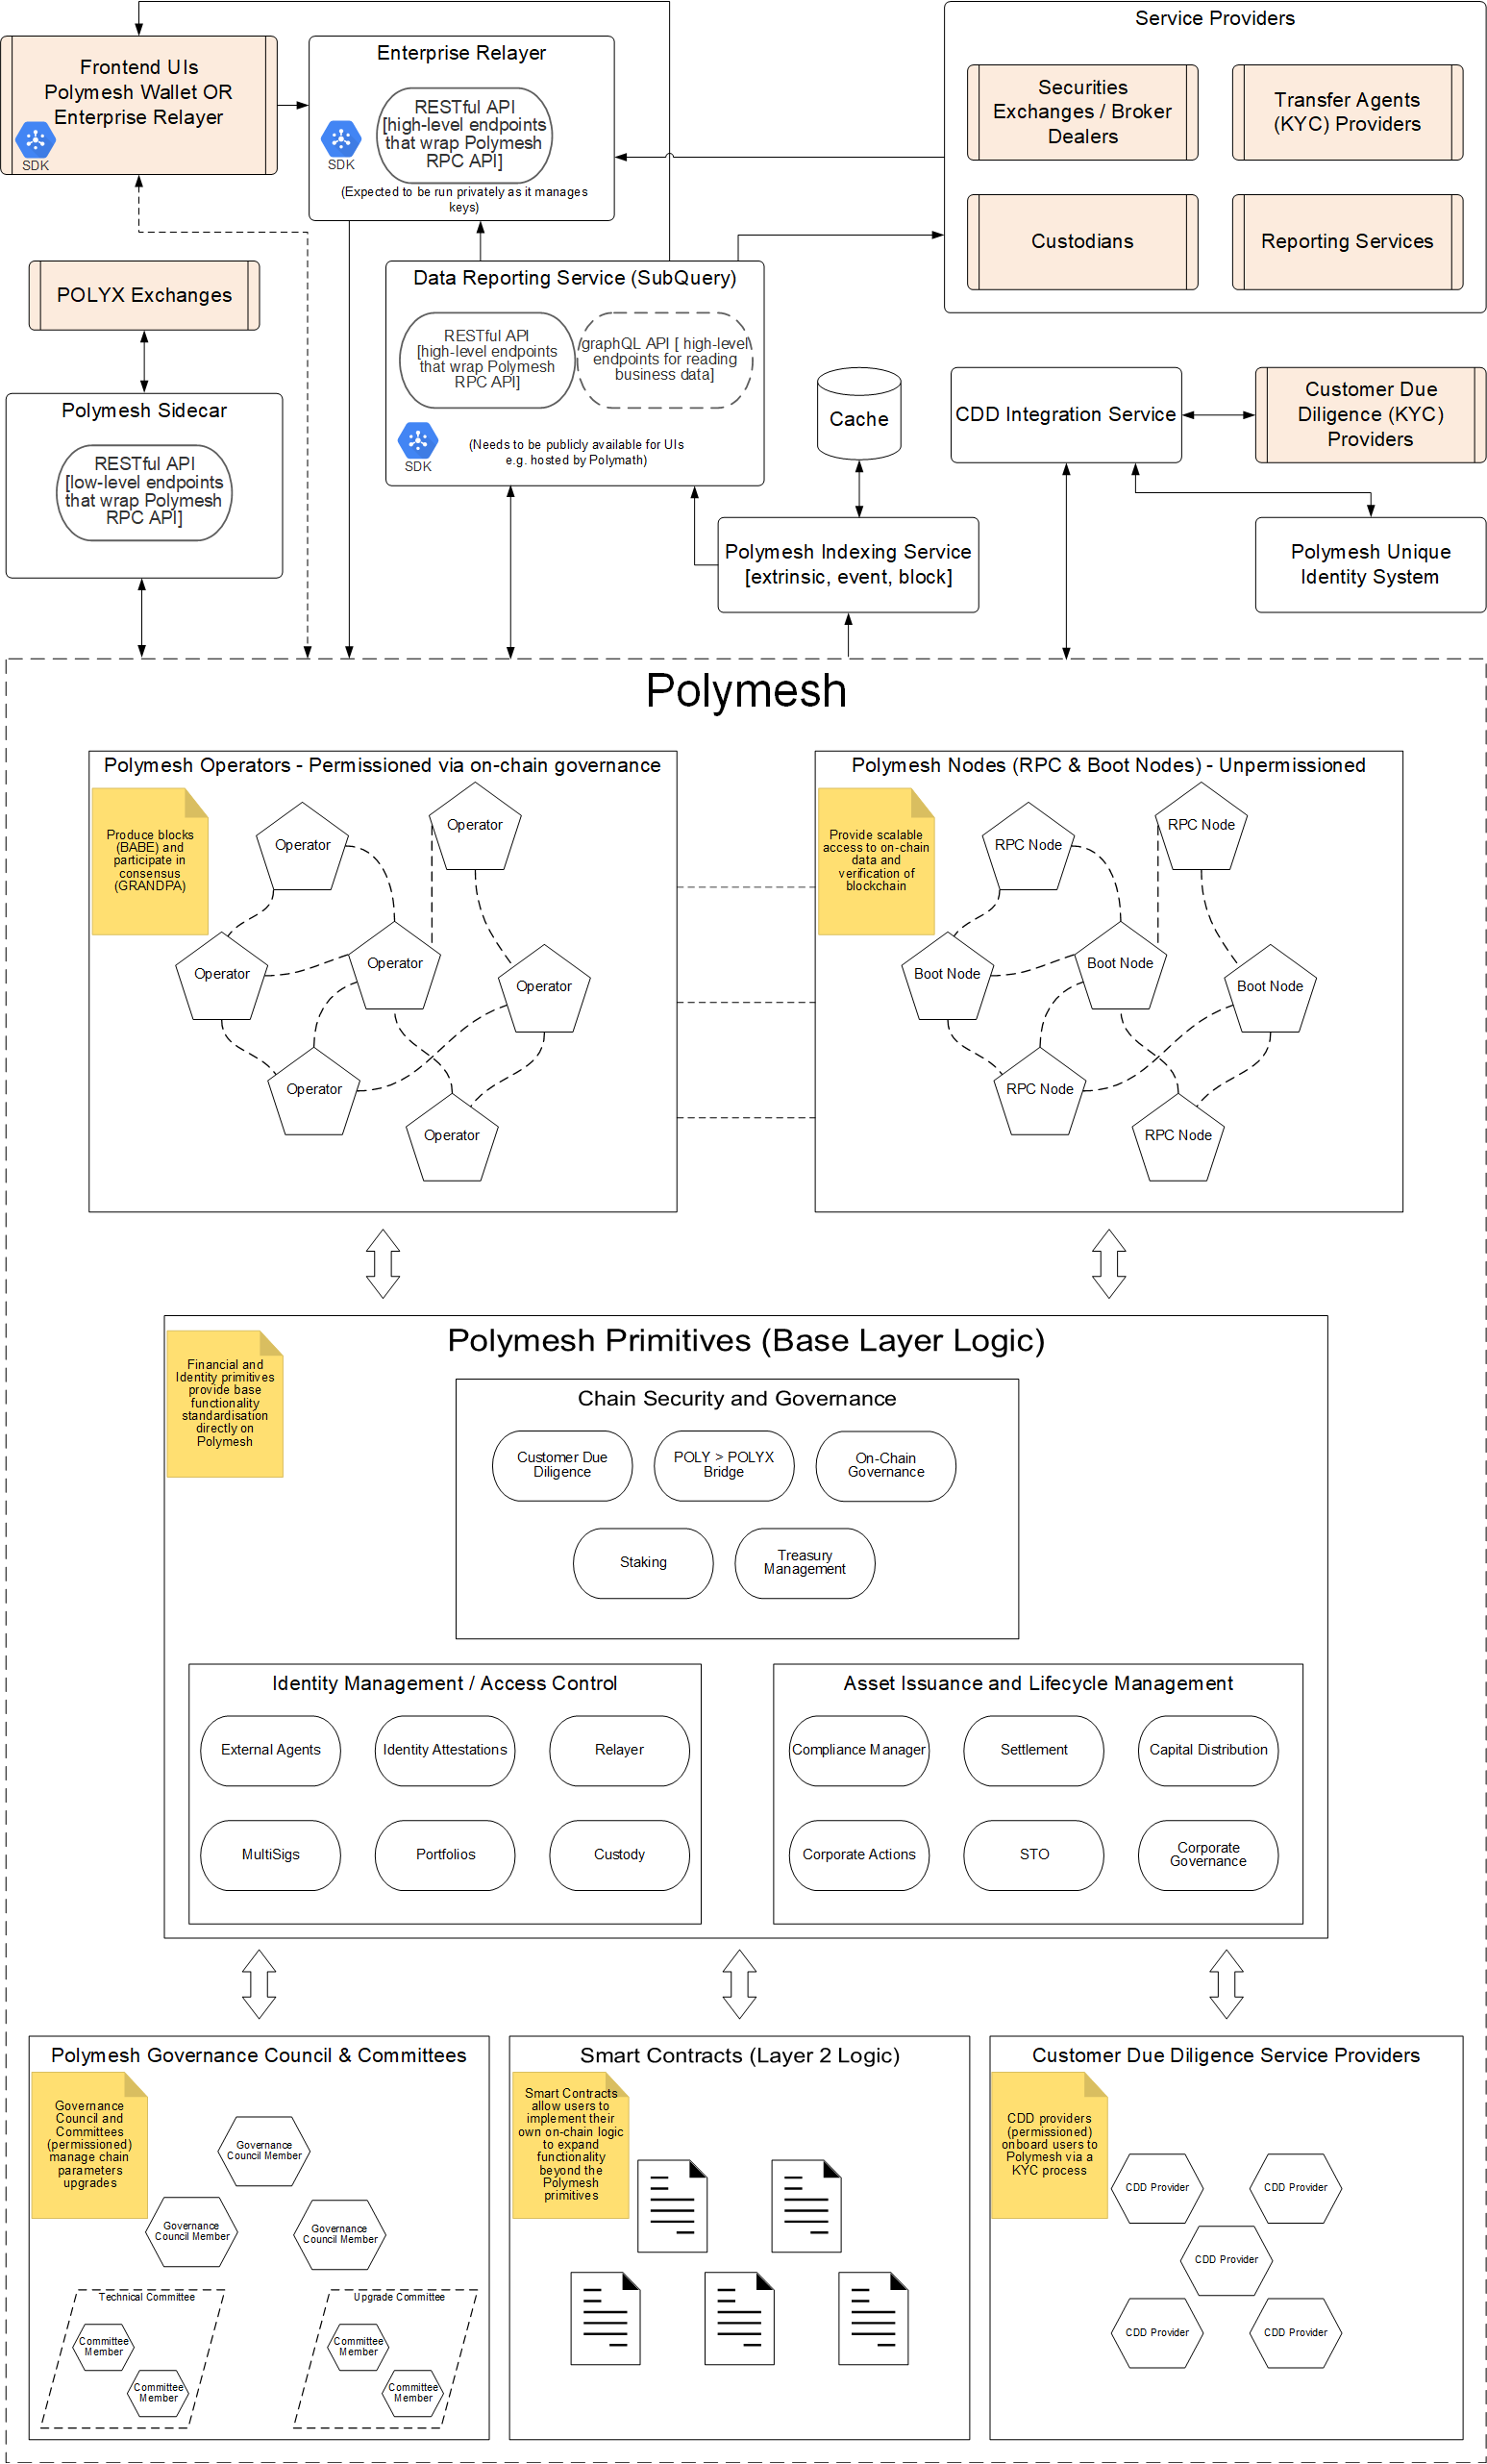 Frontend UIs
Polymesh Wallet OR
Enterprise Relayer
SDK
Enterprise Relayer
RESTful API
[high-level endpoints
that wrap Polymesh
RPC API]
SDK
(Expected to be run privately as it manages
keys)
Service Providers
Securities
Exchanges / Broker
Dealers
Transfer Agents
(KYC) Providers
Custodians
Reporting Services
POLYX Exchanges
Data Reporting Service (SubQuery)
RESTful API
[high-level endpoints
that wrap Polymesh
RPC API]
graphQL API [ high-level
endpoints for reading
business data]
SDK
(Needs to be publicly available for UIs
e.g. hosted by Polymath)
Polymesh Sidecar
RESTful API
[low-level endpoints
that wrap Polymesh
RPC API]
Cache
CDD Integration Service
Customer Due
Diligence (KYC)
Providers
Polymesh Indexing Service
[extrinsic, event, block]
Polymesh Unique
Identity System
Polymesh
Polymesh Operators - Permissioned via on-chain governance
Produce blocks
(BABE) and
participate in
consensus
(GRANDPA)
Operator
Operator
Operator
Operator
Operator
Operator
Operator
Polymesh Nodes (RPC & Boot Nodes) - Unpermissioned
Provide scalable
access to on-chain
data and
verification of
blockchain
RPC Node
RPC Node
Boot Node
Boot Node
Boot Node
RPC Node
RPC Node
Polymesh Primitives (Base Layer Logic)
Financial and
Identity primitives
provide base
functionality
standardisation
directly on
Polymesh
Chain Security and Governance
Customer Due
Diligence
POLY > POLYX
Bridge
On-Chain
Governance
Staking
Treasury
Management
Identity Management / Access Control
External Agents
Identity Attestations
Relayer
MultiSigs
Portfolios
Custody
Asset Issuance and Lifecycle Management
Compliance Manager
Settlement
Capital Distribution
Corporate Actions
STO
Corporate
Governance
Polymesh Governance Council & Committees
Governance
Council and
Committees
(permissioned)
manage chain
parameters
upgrades
Governance
Council Member
Governance
Council Member
Governance
Council Member
Technical Committee
Committee
Member
Committee
Member
Upgrade Committee
Committee
Member
Committee
Member
Smart Contracts (Layer 2 Logic)
Smart Contracts
allow users to
implement their
own on-chain logic
to expand
functionality
beyond the
Polymesh
primitives
Customer Due Diligence Service Providers
CDD providers
(permissioned)
onboard users to
Polymesh via a
KYC process
CDD Provider
CDD Provider
CDD Provider
CDD Provider
CDD Provider